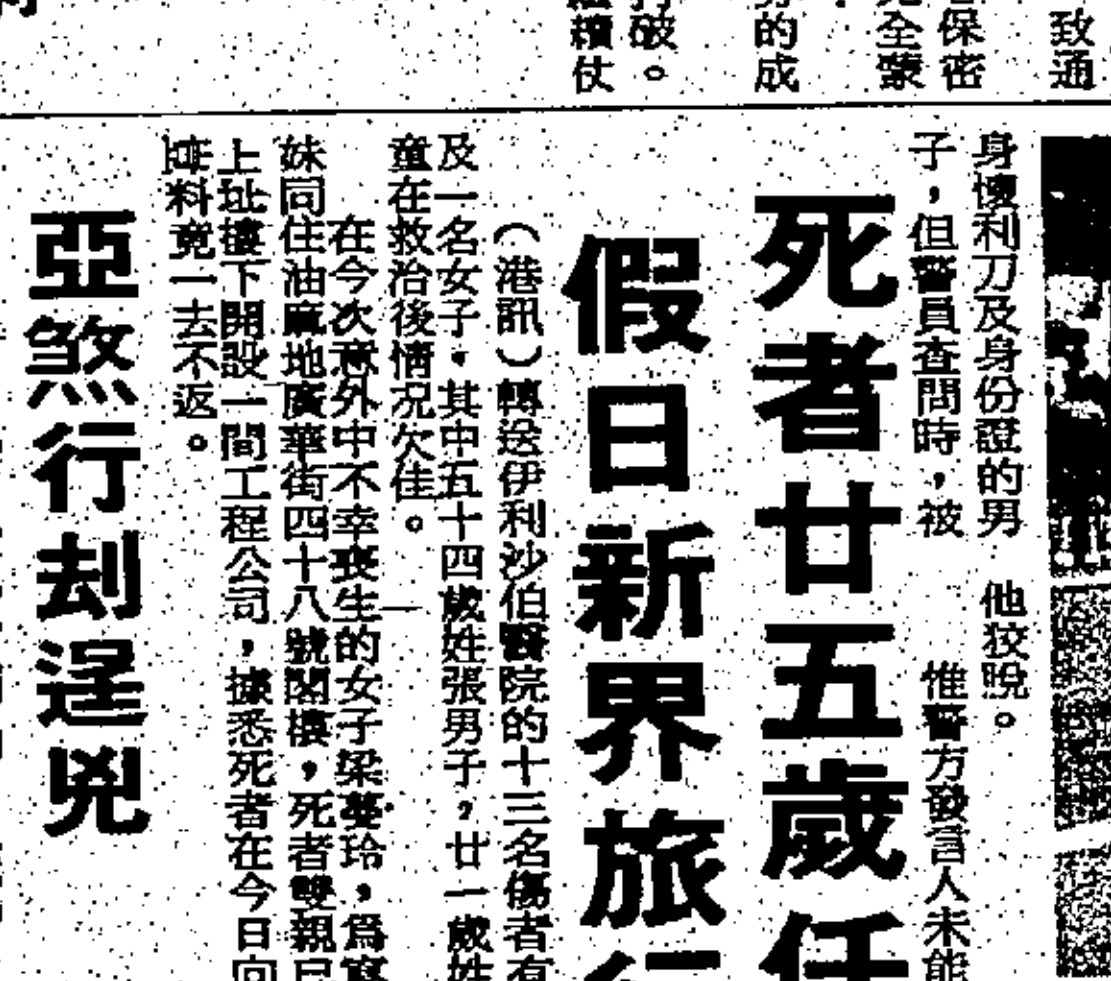 致通
保密
全蒙
的成
破。
續仗
身懷利刀及身份證的男
子，但警員查問時，被
他狡脫。
惟警方發言人未能
死者廿五歲任
假日新界旅行
（港訊）轉送伊利沙伯醫院的十三名傷者有
及一名女子，其中五十四歲姓張男子，廿一歲姓
童在救治後情況欠佳。
在今次意外中不幸喪生的女子梁玲，爲
妹同住油麻地廣華街四十八號閣樓，死者雙親已
上址樓下開設一間工程公司，據悉死者在今日向
料竟一去不返。
亞煞行刦逞兇